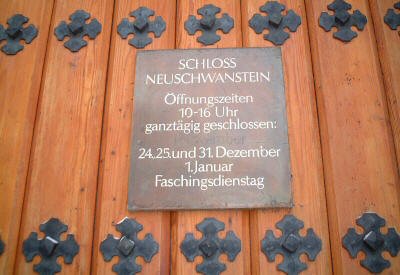 SCHLOSS
NEUSCHWANSTEIN
Öffnungszeiten
10-16 Uhr
ganztägig geschlossen:
24.,25.und 31. Dezember
1.Januar
Faschingsdienstag